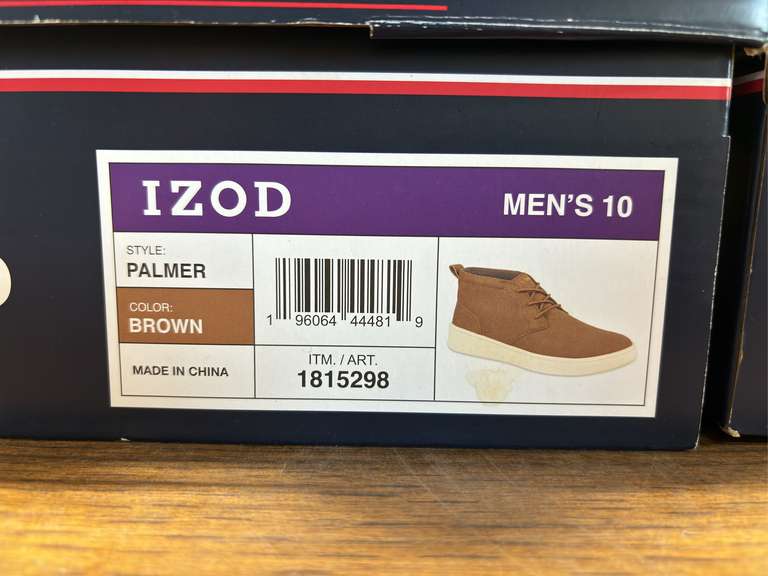 IZOD
MEN'S 10
STYLE:
PALMER
COLOR:
BROWN
MADE IN CHINA
1 96064 44481 9
ITM. / ART.
1815298